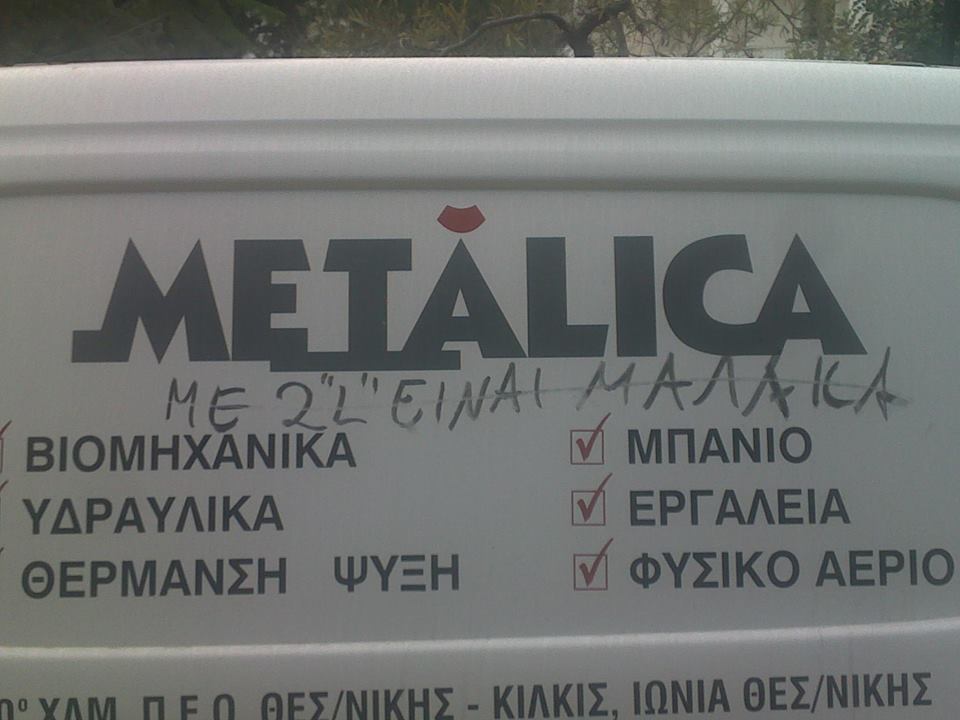 METALICA
ΜΕ 2"L" ΕΙΝΑΙ ΜΑΛΑΚΑ
ΒΙΟΜΗΧΑΝΙΚΑ
ΥΔΡΑΥΛΙΚΑ
ΘΕΡΜΑΝΣΗ ΨΥΞΗ
ΜΠΑΝΙΟ
ΕΡΓΑΛΕΙΑ
ΦΥΣΙΚΟ ΑΕΡΙΟ
0º ΧΛΜ. Π.Ε.Ο. ΘΕΣ/ΝΙΚΗΣ - ΚΙΛΚΙΣ, ΙΩΝΙΑ ΘΕΣ/ΝΙΚΗΣ